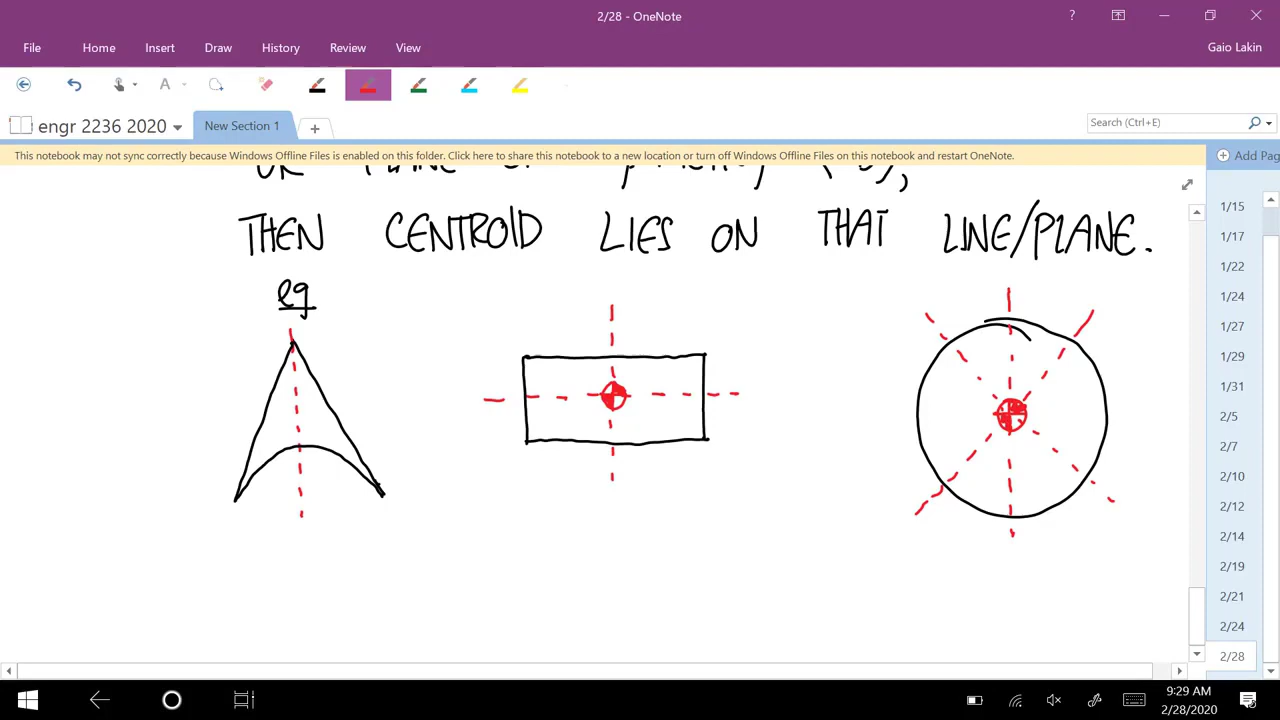 2/28 - OneNote
?
File Home Insert Draw History Review View
Gaio Lakin
A
engr 2236 2020
New Section 1
+
Search (Ctrl+E)
This notebook may not sync correctly because Windows Offline Files is enabled on this folder. Click here to share this notebook to a new location or turn off Windows Offline Files on this notebook and restart OneNote.
Add Pag
OR PLANE OF
THEN CENTROID LIES ON THAT LINE/PLANE.
eg
1/15
1/17
1/22
1/24
1/27
1/29
1/31
2/5
2/7
2/10
2/12
2/14
2/19
2/21
2/24
2/28
9:29 AM
2/28/2020